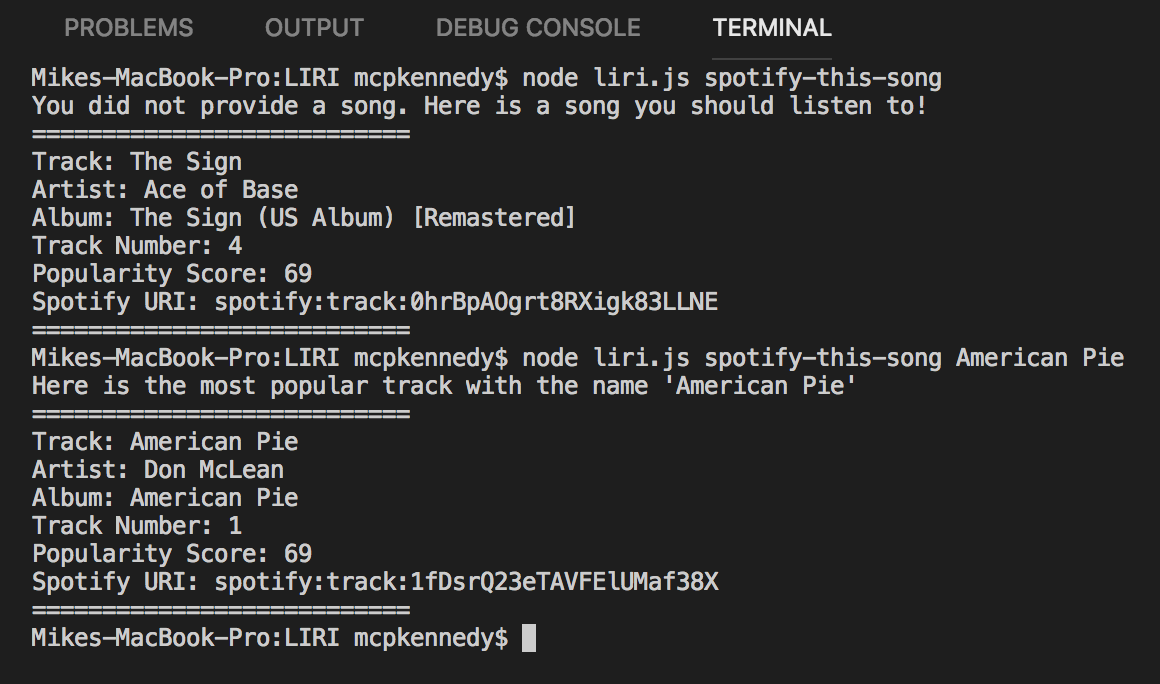 PROBLEMS OUTPUT DEBUG CONSOLE TERMINAL
Mikes-MacBook-Pro:LIRI mcpkennedy$ node liri.js spotify-this-song
You did not provide a song. Here is a song you should listen to!
===========================
Track: The Sign
Artist: Ace of Base
Album: The Sign (US Album) [Remastered]
Track Number: 4
Popularity Score: 69
Spotify URI: spotify:track:0hrBpAOgrt8RXigk83LLNE
===========================
Mikes-MacBook-Pro:LIRI mcpkennedy$ node liri.js spotify-this-song American Pie
Here is the most popular track with the name 'American Pie'
===========================
Track: American Pie
Artist: Don McLean
Album: American Pie
Track Number: 1
Popularity Score: 69
Spotify URI: spotify:track:1fDsrQ23eTAVFElUMaf38X
===========================
Mikes-MacBook-Pro:LIRI mcpkennedy$